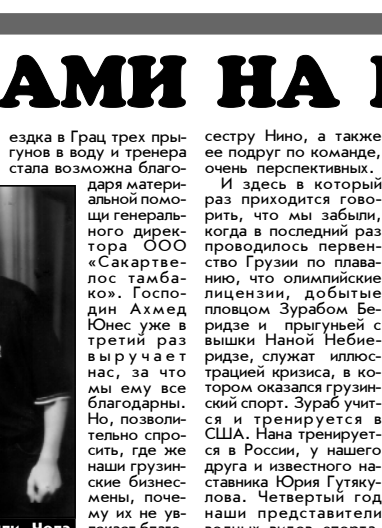 АМИ НА
ездка в Грац трех пры-
гунов в воду и тренера
стала возможна благо-
даря матери-
альной помо-
щи генераль-
ного дирек-
тора ООО
«Сакартве-
лос тамба-
ко». Госпо-
дин Ахмед
Юнес уже в
третий раз
выручает
нас, за что
мы ему все
благодарны.
Но, позволи-
тельно спро-
сить, где же
наши грузин-
ские бизнес-
мены, поче-
му их не ув-
сестру Нино, а также
ее подруг по команде,
очень перспективных.
И здесь в который
раз приходится гово-
рить, что мы забыли,
когда в последний раз
проводилось первен-
ство Грузии по плава-
нию, что олимпийские
лицензии, добытые
пловцом Зурабом Бе-
ридзе и прыгуньей с
вышки Наной Небие-
ридзе, служат иллюс-
трацией кризиса, в ко-
тором оказался грузин-
ский спорт. Зураб учит-
ся и тренируется в
США. Нана тренирует-
ся в России, у нашего
друга и известного на-
ставника Юрия Гутяку-
лова. Четвертый год
наши представители